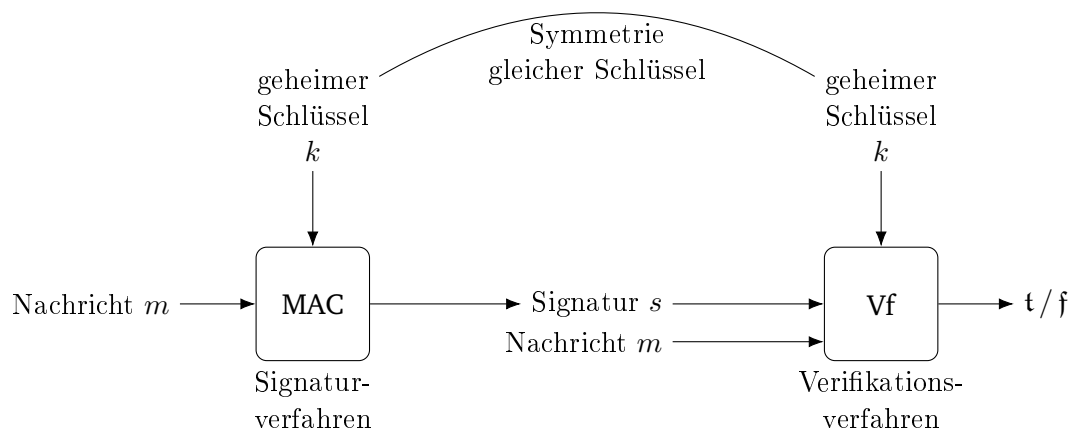 Symmetrie
gleicher Schlüssel
geheimer
Schlüssel
k
geheimer
Schlüssel
k
Nachricht m
MAC
Signatur s
Nachricht m
Vf
𝔱/𝔣
Signatur-
verfahren
Verifikations-
verfahren